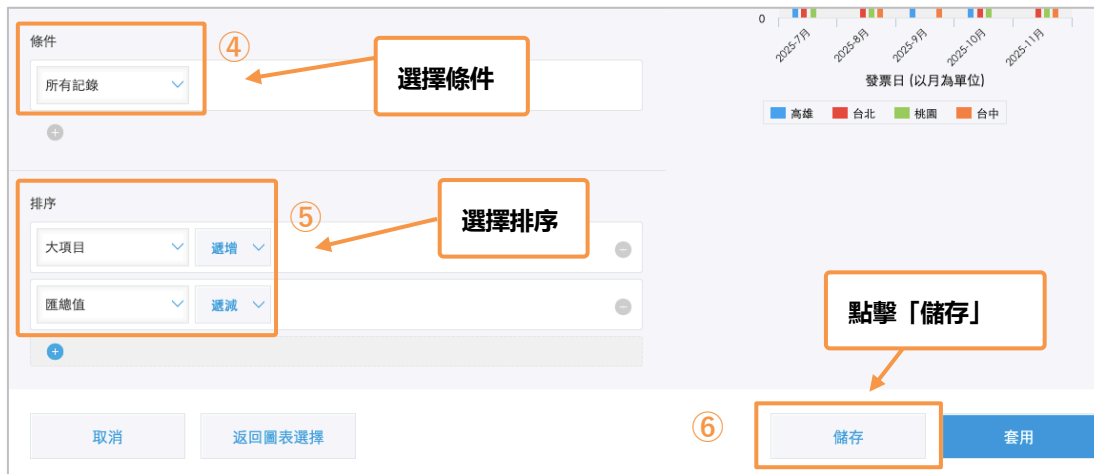 條件
④
所有記錄
選擇條件
排序
⑤
選擇排序
大項目
遞增
匯總值
遞減
0
2025-7月
2025-8月
2025-9月
2025-10月
2025-11月
發票日 (以月為單位)
高雄 台北 桃園 台中
點擊「儲存」
取消
返回圖表選擇
⑥
儲存
套用